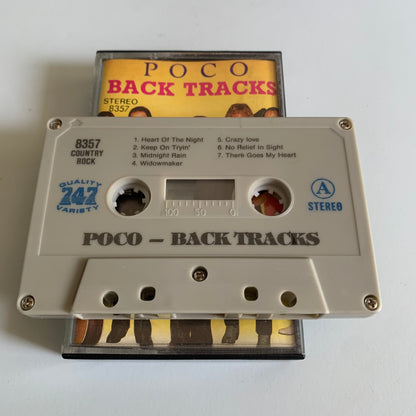 POCO
BACK TRACKS
STEREO
8357
8357
COUNTRY
ROCK
1. Heart Of The Night
2. Keep On Tryin'
3. Midnight Rain
4. Widowmaker
5. Crazy love
6. No Relief in Sight
7. There Goes My Heart
QUALITY
747
VARIETY
100 50 0
A
STEREO
POCO — BACK TRACKS